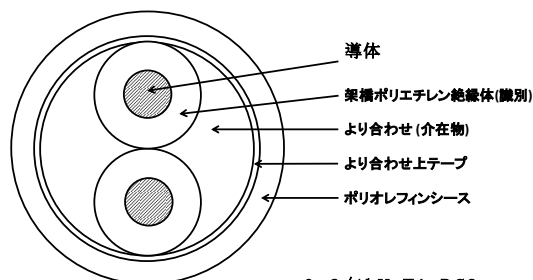 導体
架橋ポリエチレン絶縁体(識別)
より合わせ(介在物)
より合わせ上テープ
ポリオレフィンシース